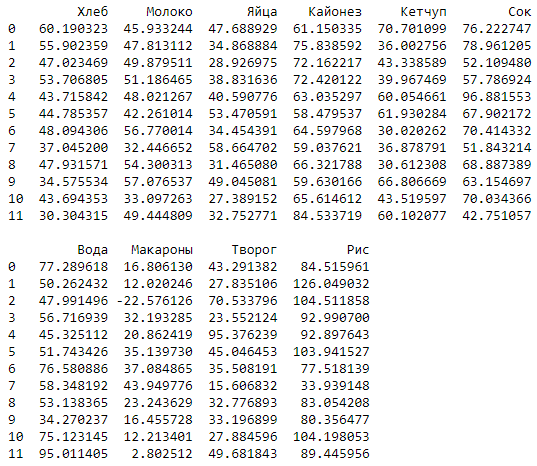 Хлеб Молоко Яйца Кайонез Кетчуп Сок
0 60.190323 45.933244 47.688929 61.150335 70.701099 76.222747
1 55.902359 47.813112 34.868884 75.838592 36.002756 78.961205
2 47.023469 49.879511 28.926975 72.162217 43.338589 52.109480
3 53.706805 51.186465 38.831636 72.420122 39.967469 57.786924
4 43.715842 48.021267 40.590776 63.035297 60.054661 96.881553
5 44.785357 42.261014 53.470591 58.479537 61.930284 67.902172
6 48.094306 56.770014 34.454391 64.597968 30.020262 70.414332
7 37.045200 32.446652 58.664702 59.037621 36.878791 51.843214
8 47.931571 54.300313 31.465080 66.321788 30.612308 68.887389
9 34.575534 57.076537 49.045081 59.630166 66.806669 63.154697
10 43.694353 33.097263 27.389152 65.614612 43.519597 70.034366
11 30.304315 49.444809 32.752771 84.533719 60.102077 42.751057
Вода Макароны Творог Рис
0 77.289618 16.806130 43.291382 84.515961
1 50.262432 12.020246 27.835106 126.049032
2 47.991496 -22.576126 70.533796 104.511858
3 56.716939 32.193285 23.552124 92.990700
4 45.325112 20.862419 95.376239 92.897643
5 51.743426 35.139730 45.046453 103.941527
6 76.580886 37.084865 35.508191 77.518139
7 58.348192 43.949776 15.606832 33.939148
8 53.138365 23.243629 32.776893 83.054208
9 34.270237 16.455728 33.196899 80.356477
10 75.123145 12.213401 27.884596 104.198053
11 95.011405 2.802512 49.681843 89.445956